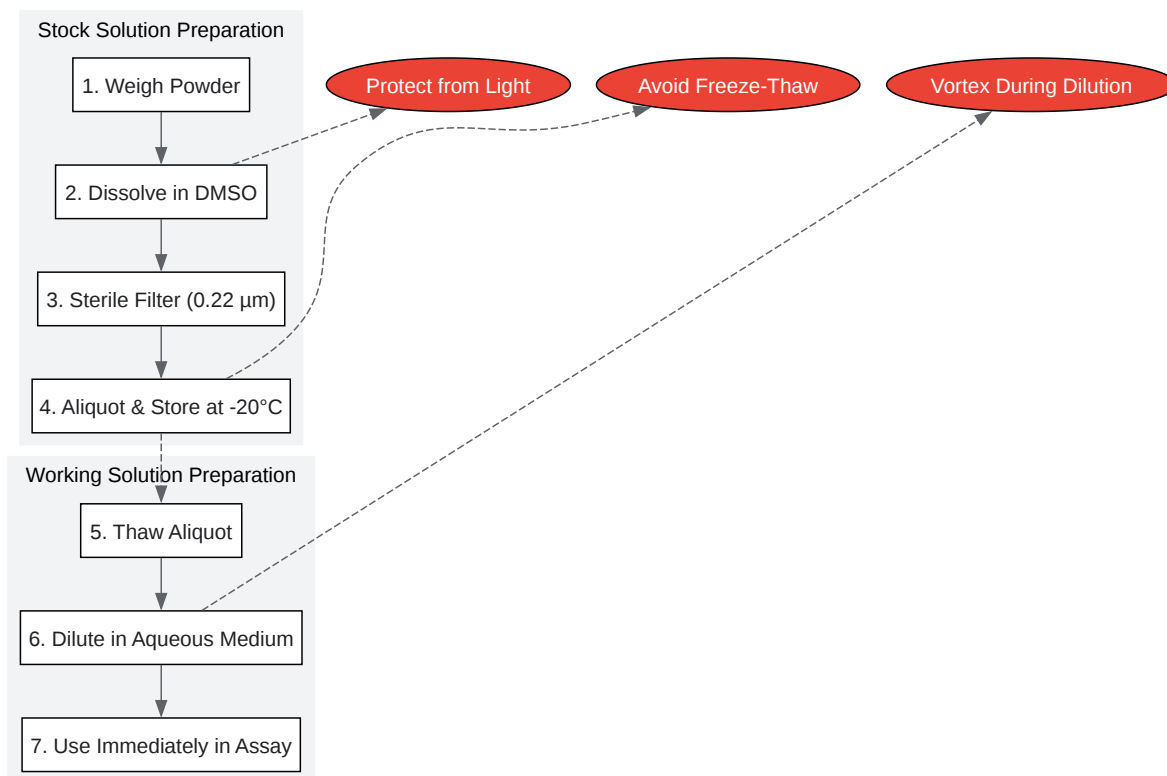 Stock Solution Preparation
1. Weigh Powder
Protect from Light
Avoid Freeze-Thaw
Vortex During Dilution
2. Dissolve in DMSO
3. Sterile Filter (0.22 µm)
4. Aliquot & Store at -20°C
Working Solution Preparation
5. Thaw Aliquot
6. Dilute in Aqueous Medium
7. Use Immediately in Assay